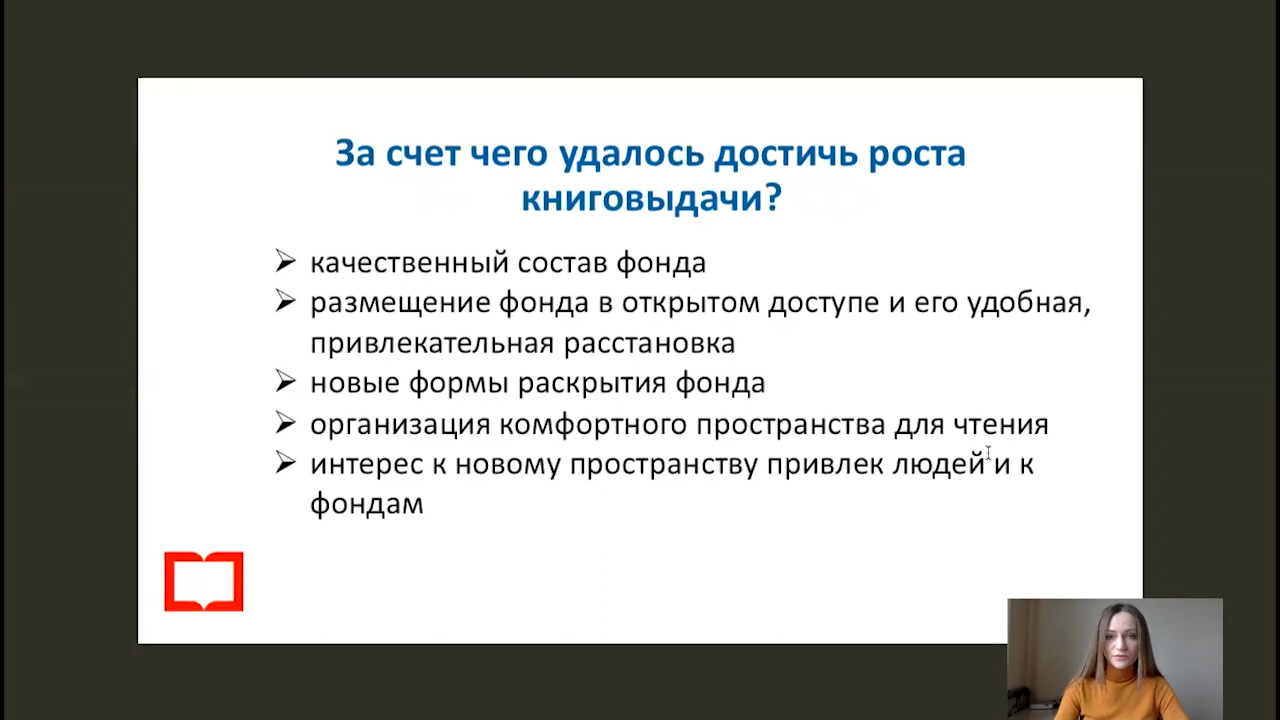 За счет чего удалось достичь роста
книговыдачи?
качественный состав фонда
размещение фонда в открытом доступе и его удобная,
привлекательная расстановка
новые формы раскрытия фонда
организация комфортного пространства для чтения
интерес к новому пространству привлек людей и к
фондам